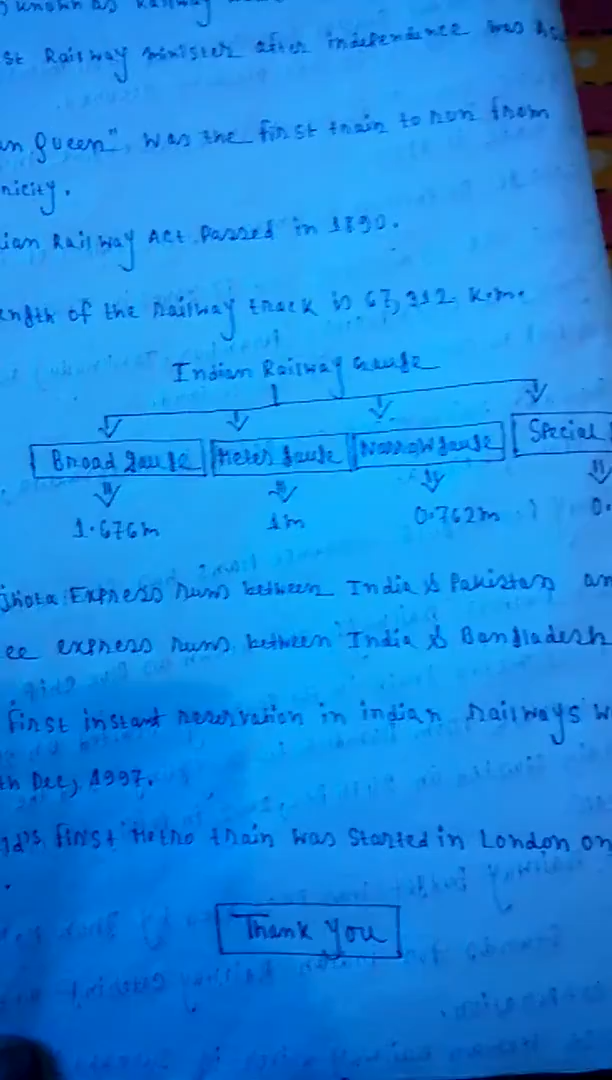 known as Railway
st Railway minister after independence was
an Queen", was the first train to run from
nicity.
ian Railway Act Passed in 1890.
ength of the railway track is 67,312 K.m.
Indian Railway Gauge
Broad Gauge Meter Gauge Narrow Gauge Special
1.676m 1m 0.762m 0.
jhota Express runs between India & Pakistan an
ee express runs between India & Bangladesh
first instant reservation in indian railways w
th Dec, 1997.
ld's first Metro train was Started in London on
.
Thank you